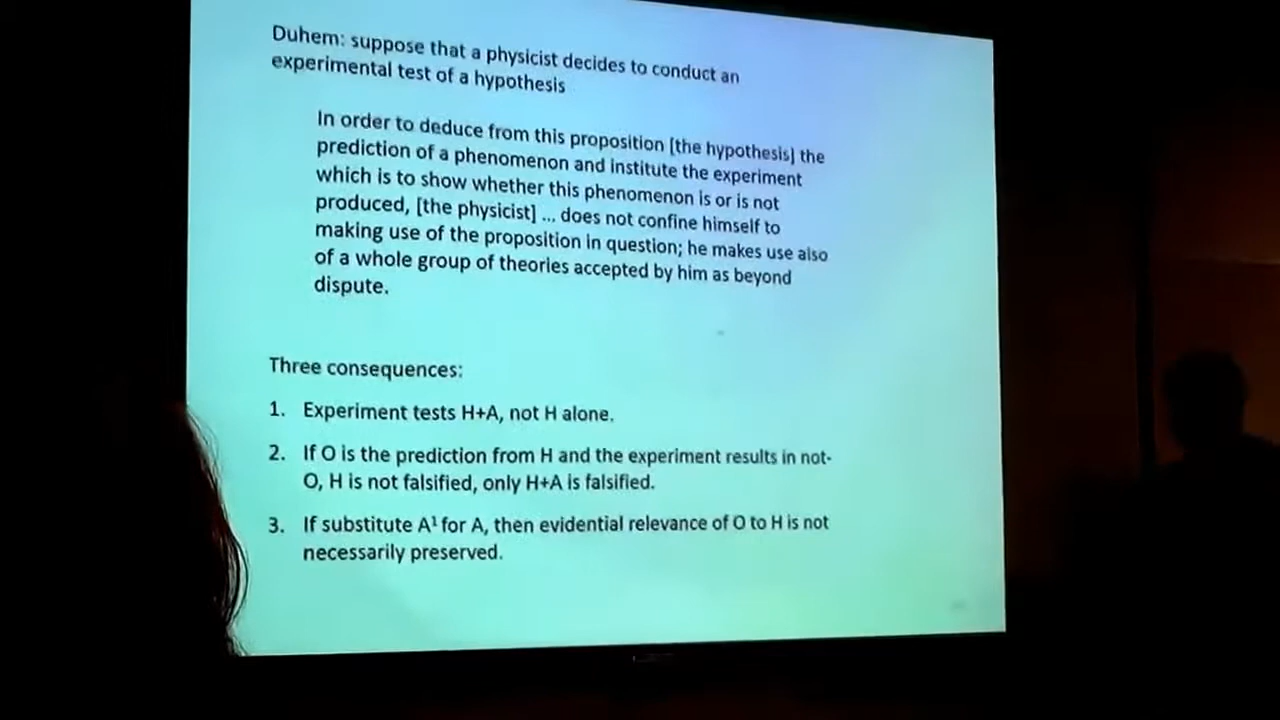 Duhem: suppose that a physicist decides to conduct an
experimental test of a hypothesis
In order to deduce from this proposition [the hypothesis] the
prediction of a phenomenon and institute the experiment
which is to show whether this phenomenon is or is not
produced, [the physicist] ... does not confine himself to
making use of the proposition in question; he makes use also
of a whole group of theories accepted by him as beyond
dispute.
Three consequences:
1. Experiment tests H+A, not H alone.
2. If O is the prediction from H and the experiment results in not-
O, H is not falsified, only H+A is falsified.
3. If substitute A¹ for A, then evidential relevance of O to H is not
necessarily preserved.